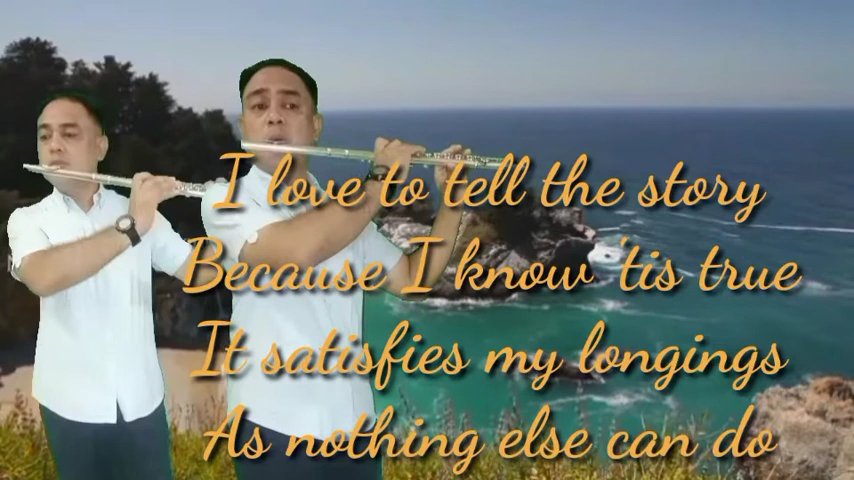 I love to tell the story
Because I know 'tis true
It satisfies my longings
As nothing else can do